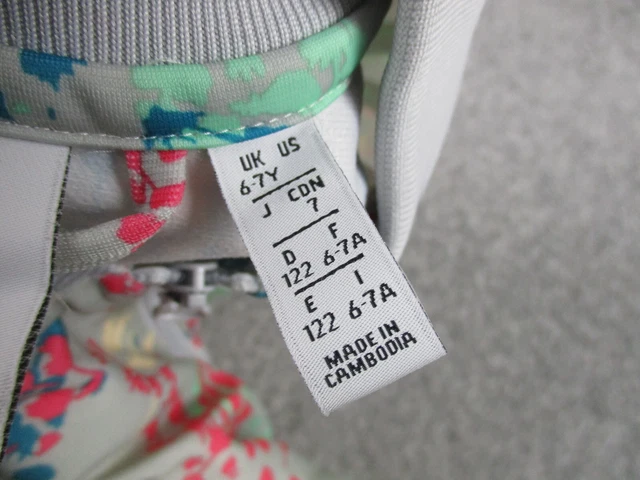 UK US
6-7Y
J CDN
7
D F
122 6-7A
E I
122 6-7A
MADE IN
CAMBODIA